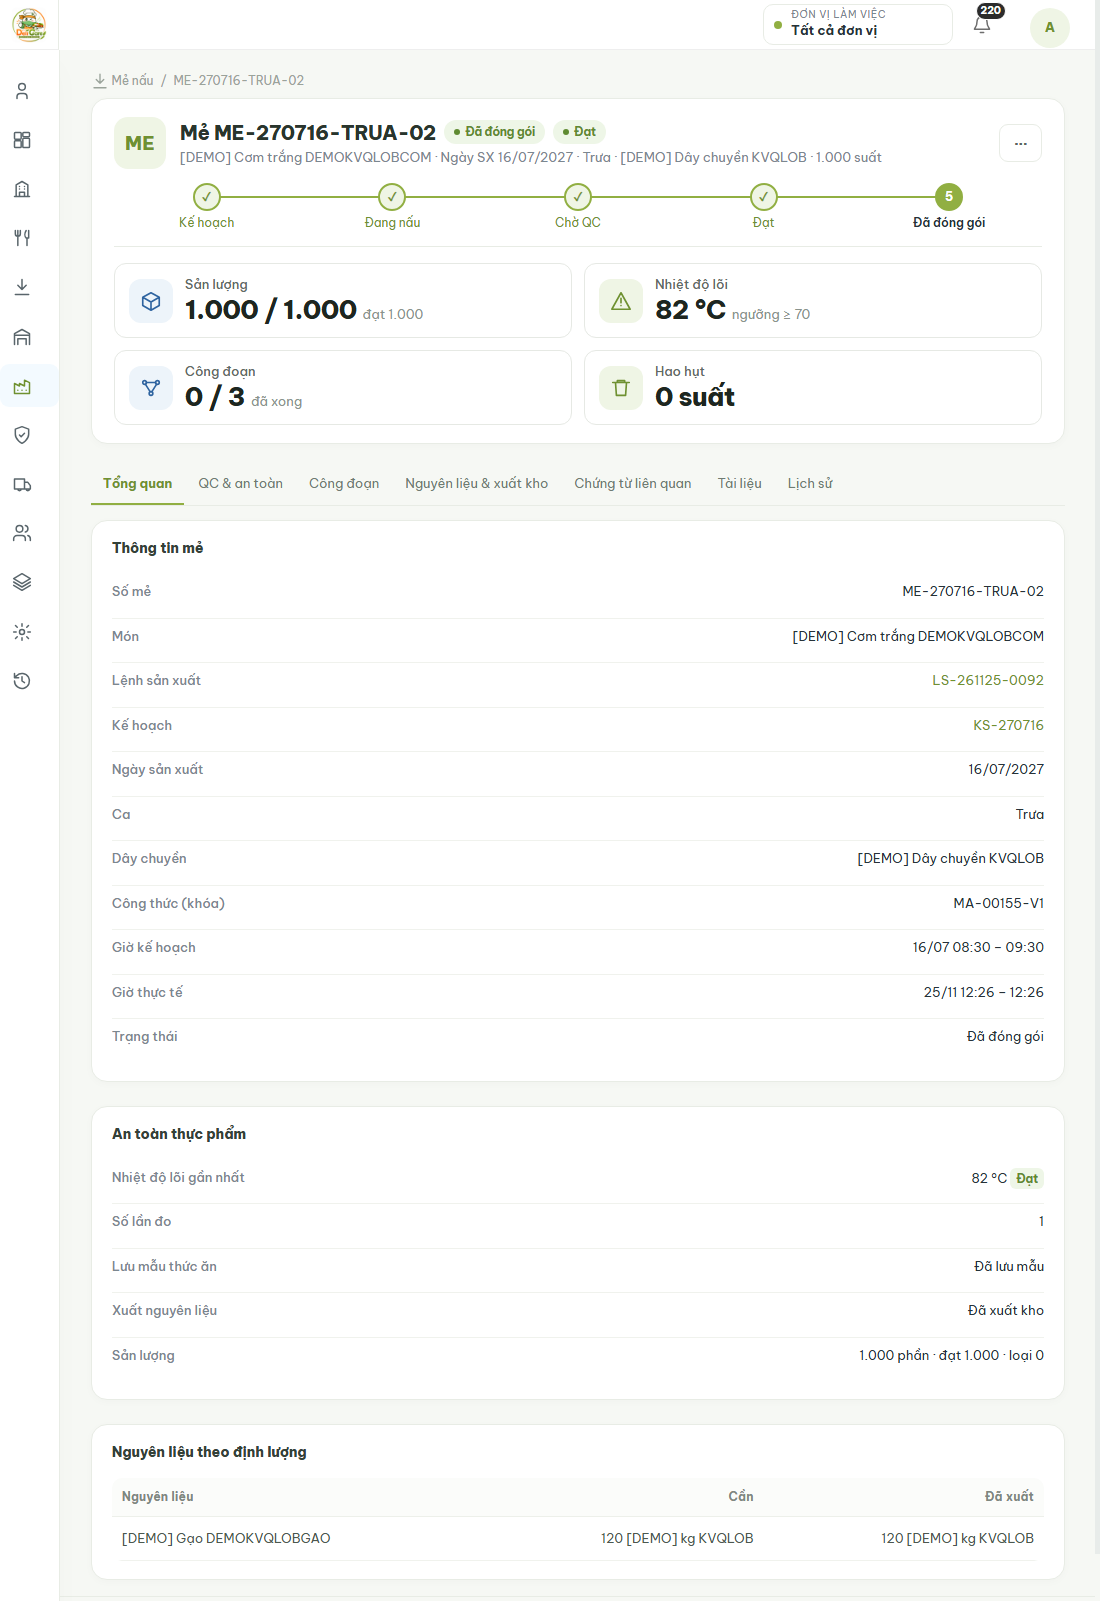 ĐƠN VỊ LÀM VIỆC
Tất cả đơn vị
220
A
Mẻ nấu / ME-270716-TRUA-02
ME
Mẻ ME-270716-TRUA-02
Đã đóng gói
Đạt
[DEMO] Cơm trắng DEMOKVQLOBCOM · Ngày SX 16/07/2027 · Trưa · [DEMO] Dây chuyền KVQLOB · 1.000 suất
...
5
Kế hoạch
Đang nấu
Chờ QC
Đạt
Đã đóng gói
Sản lượng
1.000 / 1.000 đạt 1.000
Nhiệt độ lõi
82 °C ngưỡng ≥ 70
Công đoạn
0 / 3 đã xong
Hao hụt
0 suất
Tổng quan
QC & an toàn
Công đoạn
Nguyên liệu & xuất kho
Chứng từ liên quan
Tài liệu
Lịch sử
Thông tin mẻ
Số mẻ ME-270716-TRUA-02
Món [DEMO] Cơm trắng DEMOKVQLOBCOM
Lệnh sản xuất LS-261125-0092
Kế hoạch KS-270716
Ngày sản xuất 16/07/2027
Ca Trưa
Dây chuyền [DEMO] Dây chuyền KVQLOB
Công thức (khóa) MA-00155-V1
Giờ kế hoạch 16/07 08:30 – 09:30
Giờ thực tế 25/11 12:26 – 12:26
Trạng thái Đã đóng gói
An toàn thực phẩm
Nhiệt độ lõi gần nhất 82 °C Đạt
Số lần đo 1
Lưu mẫu thức ăn Đã lưu mẫu
Xuất nguyên liệu Đã xuất kho
Sản lượng 1.000 phần · đạt 1.000 · loại 0
Nguyên liệu theo định lượng
Nguyên liệu Cần Đã xuất
[DEMO] Gạo DEMOKVQLOBGAO 120 [DEMO] kg KVQLOB 120 [DEMO] kg KVQLOB